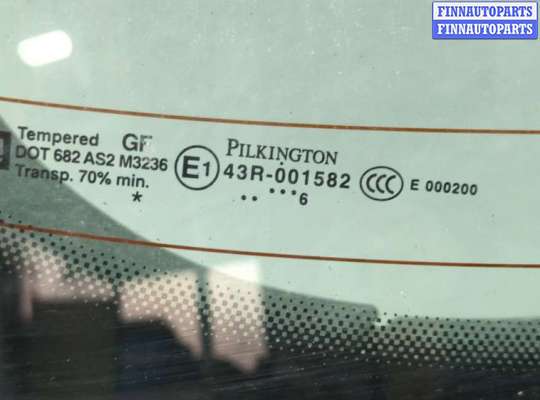 FINNAUTOPARTS
FINNAUTOPARTS
Tempered GF
DOT 682 AS2 M3236
Transp. 70% min.
*
PILKINGTON
E1 43R-001582
•• •••6
CCC E 000200